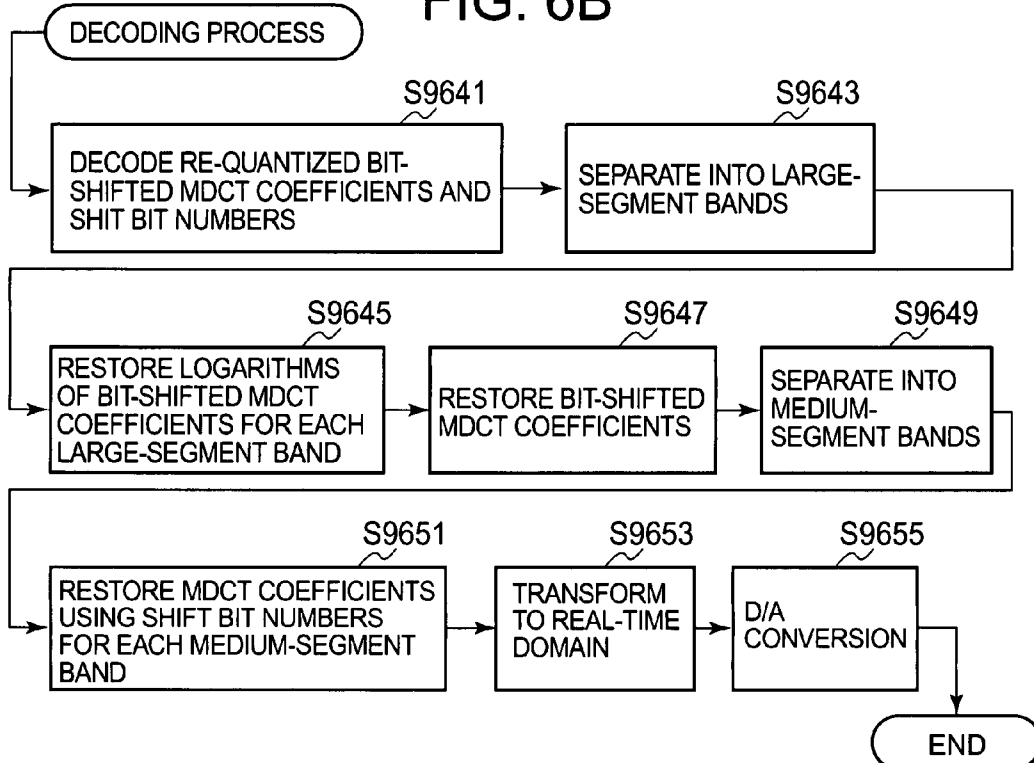 FIG. 6B
DECODING PROCESS
S9641
DECODE RE-QUANTIZED BIT-
SHIFTED MDCT COEFFICIENTS AND
SHIT BIT NUMBERS
S9643
SEPARATE INTO LARGE-
SEGMENT BANDS
S9645
RESTORE LOGARITHMS
OF BIT-SHIFTED MDCT
COEFFICIENTS FOR EACH
LARGE-SEGMENT BAND
S9647
RESTORE BIT-SHIFTED
MDCT COEFFICIENTS
S9649
SEPARATE INTO
MEDIUM-
SEGMENT BANDS
S9651
RESTORE MDCT COEFFICIENTS
USING SHIFT BIT NUMBERS
FOR EACH MEDIUM-SEGMENT
BAND
S9653
TRANSFORM
TO REAL-TIME
DOMAIN
S9655
D/A
CONVERSION
END